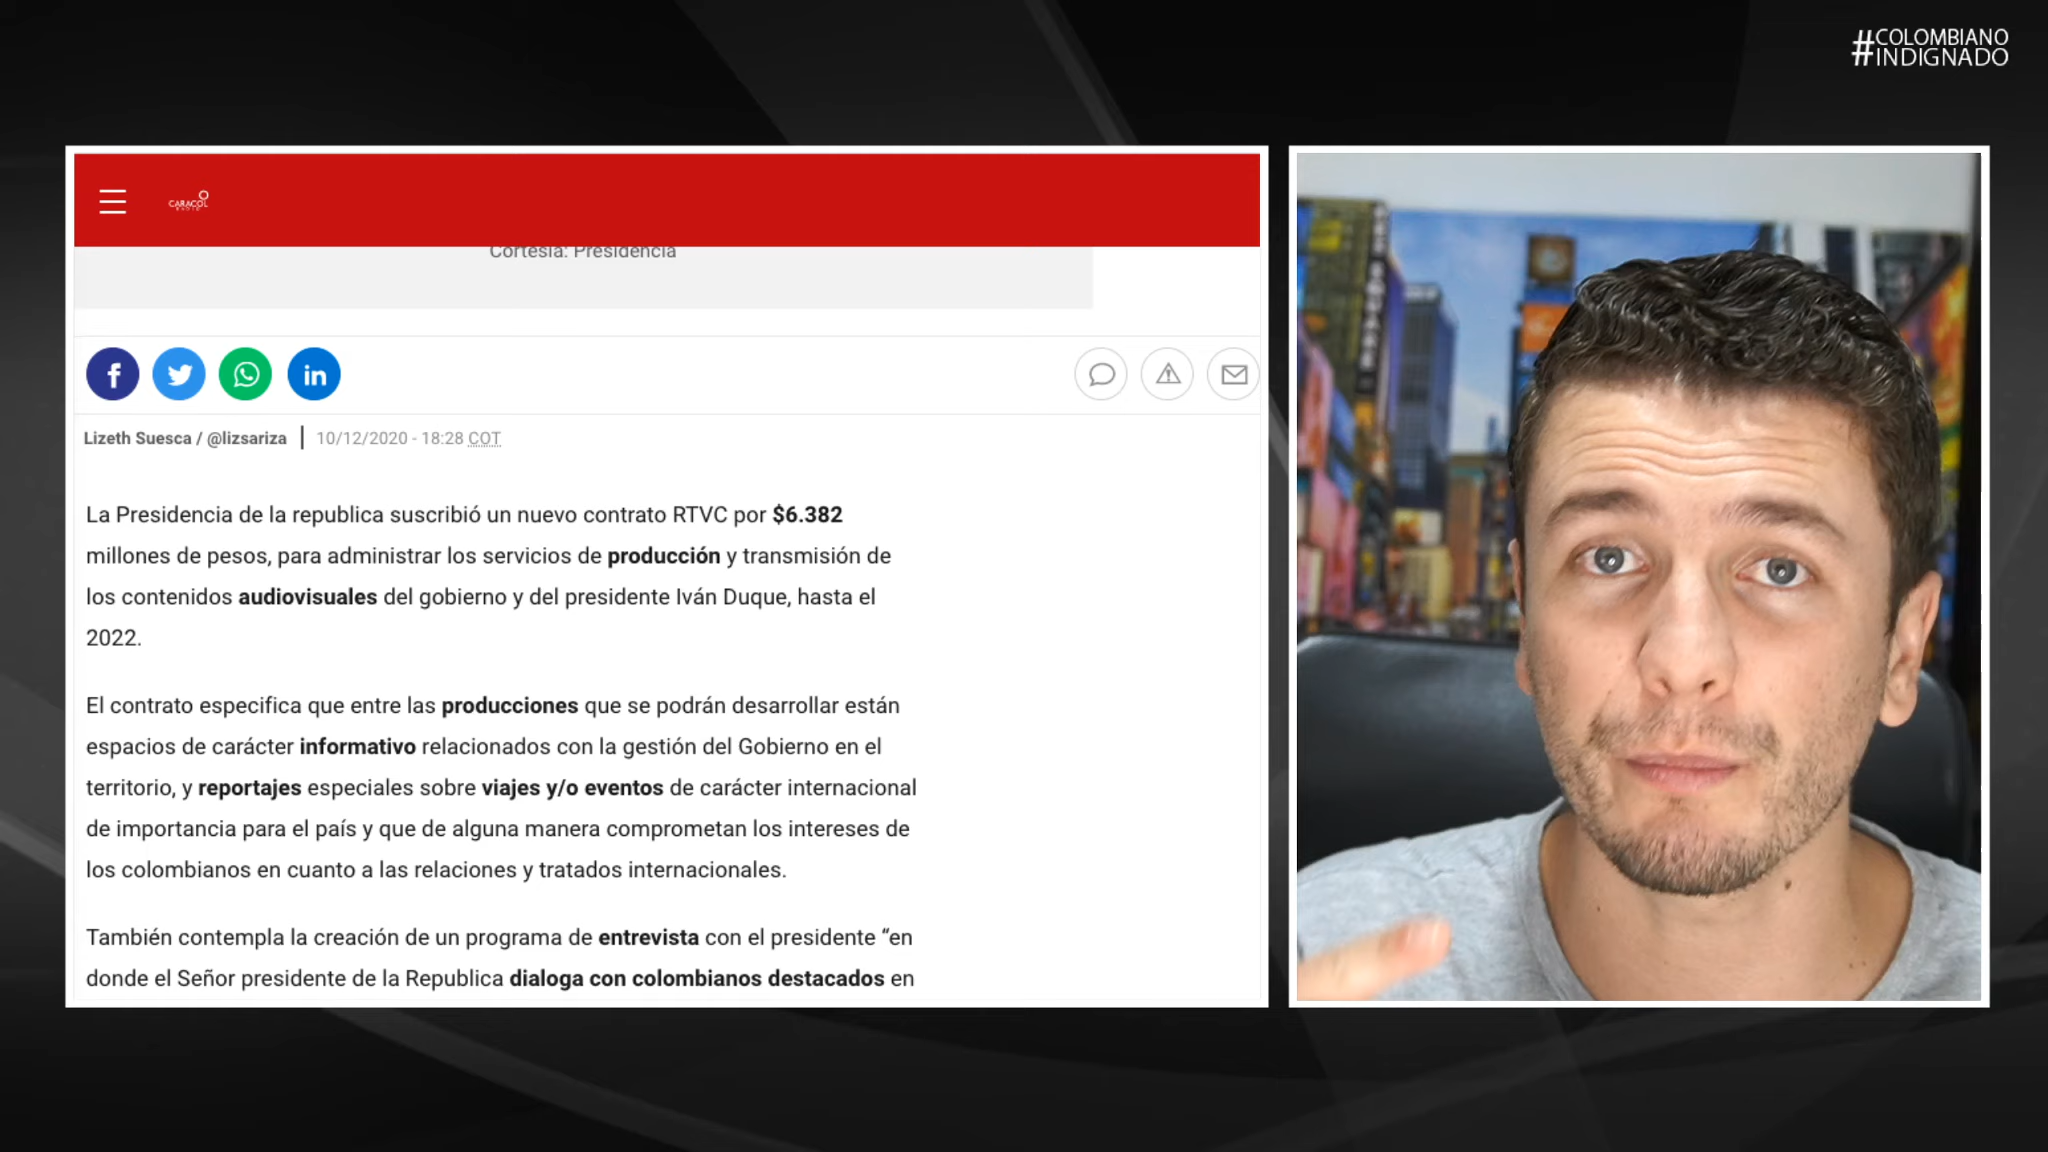 #COLOMBIANO
INDIGNADO
CARACOL
Cortesía: Presidencia
Lizeth Suesca / @lizsariza | 10/12/2020 - 18:28 COT
La Presidencia de la republica suscribió un nuevo contrato RTVC por $6.382
millones de pesos, para administrar los servicios de producción y transmisión de
los contenidos audiovisuales del gobierno y del presidente Iván Duque, hasta el
2022.
El contrato especifica que entre las producciones que se podrán desarrollar están
espacios de carácter informativo relacionados con la gestión del Gobierno en el
territorio, y reportajes especiales sobre viajes y/o eventos de carácter internacional
de importancia para el país y que de alguna manera comprometan los intereses de
los colombianos en cuanto a las relaciones y tratados internacionales.
También contempla la creación de un programa de entrevista con el presidente “en
donde el Señor presidente de la Republica dialoga con colombianos destacados en